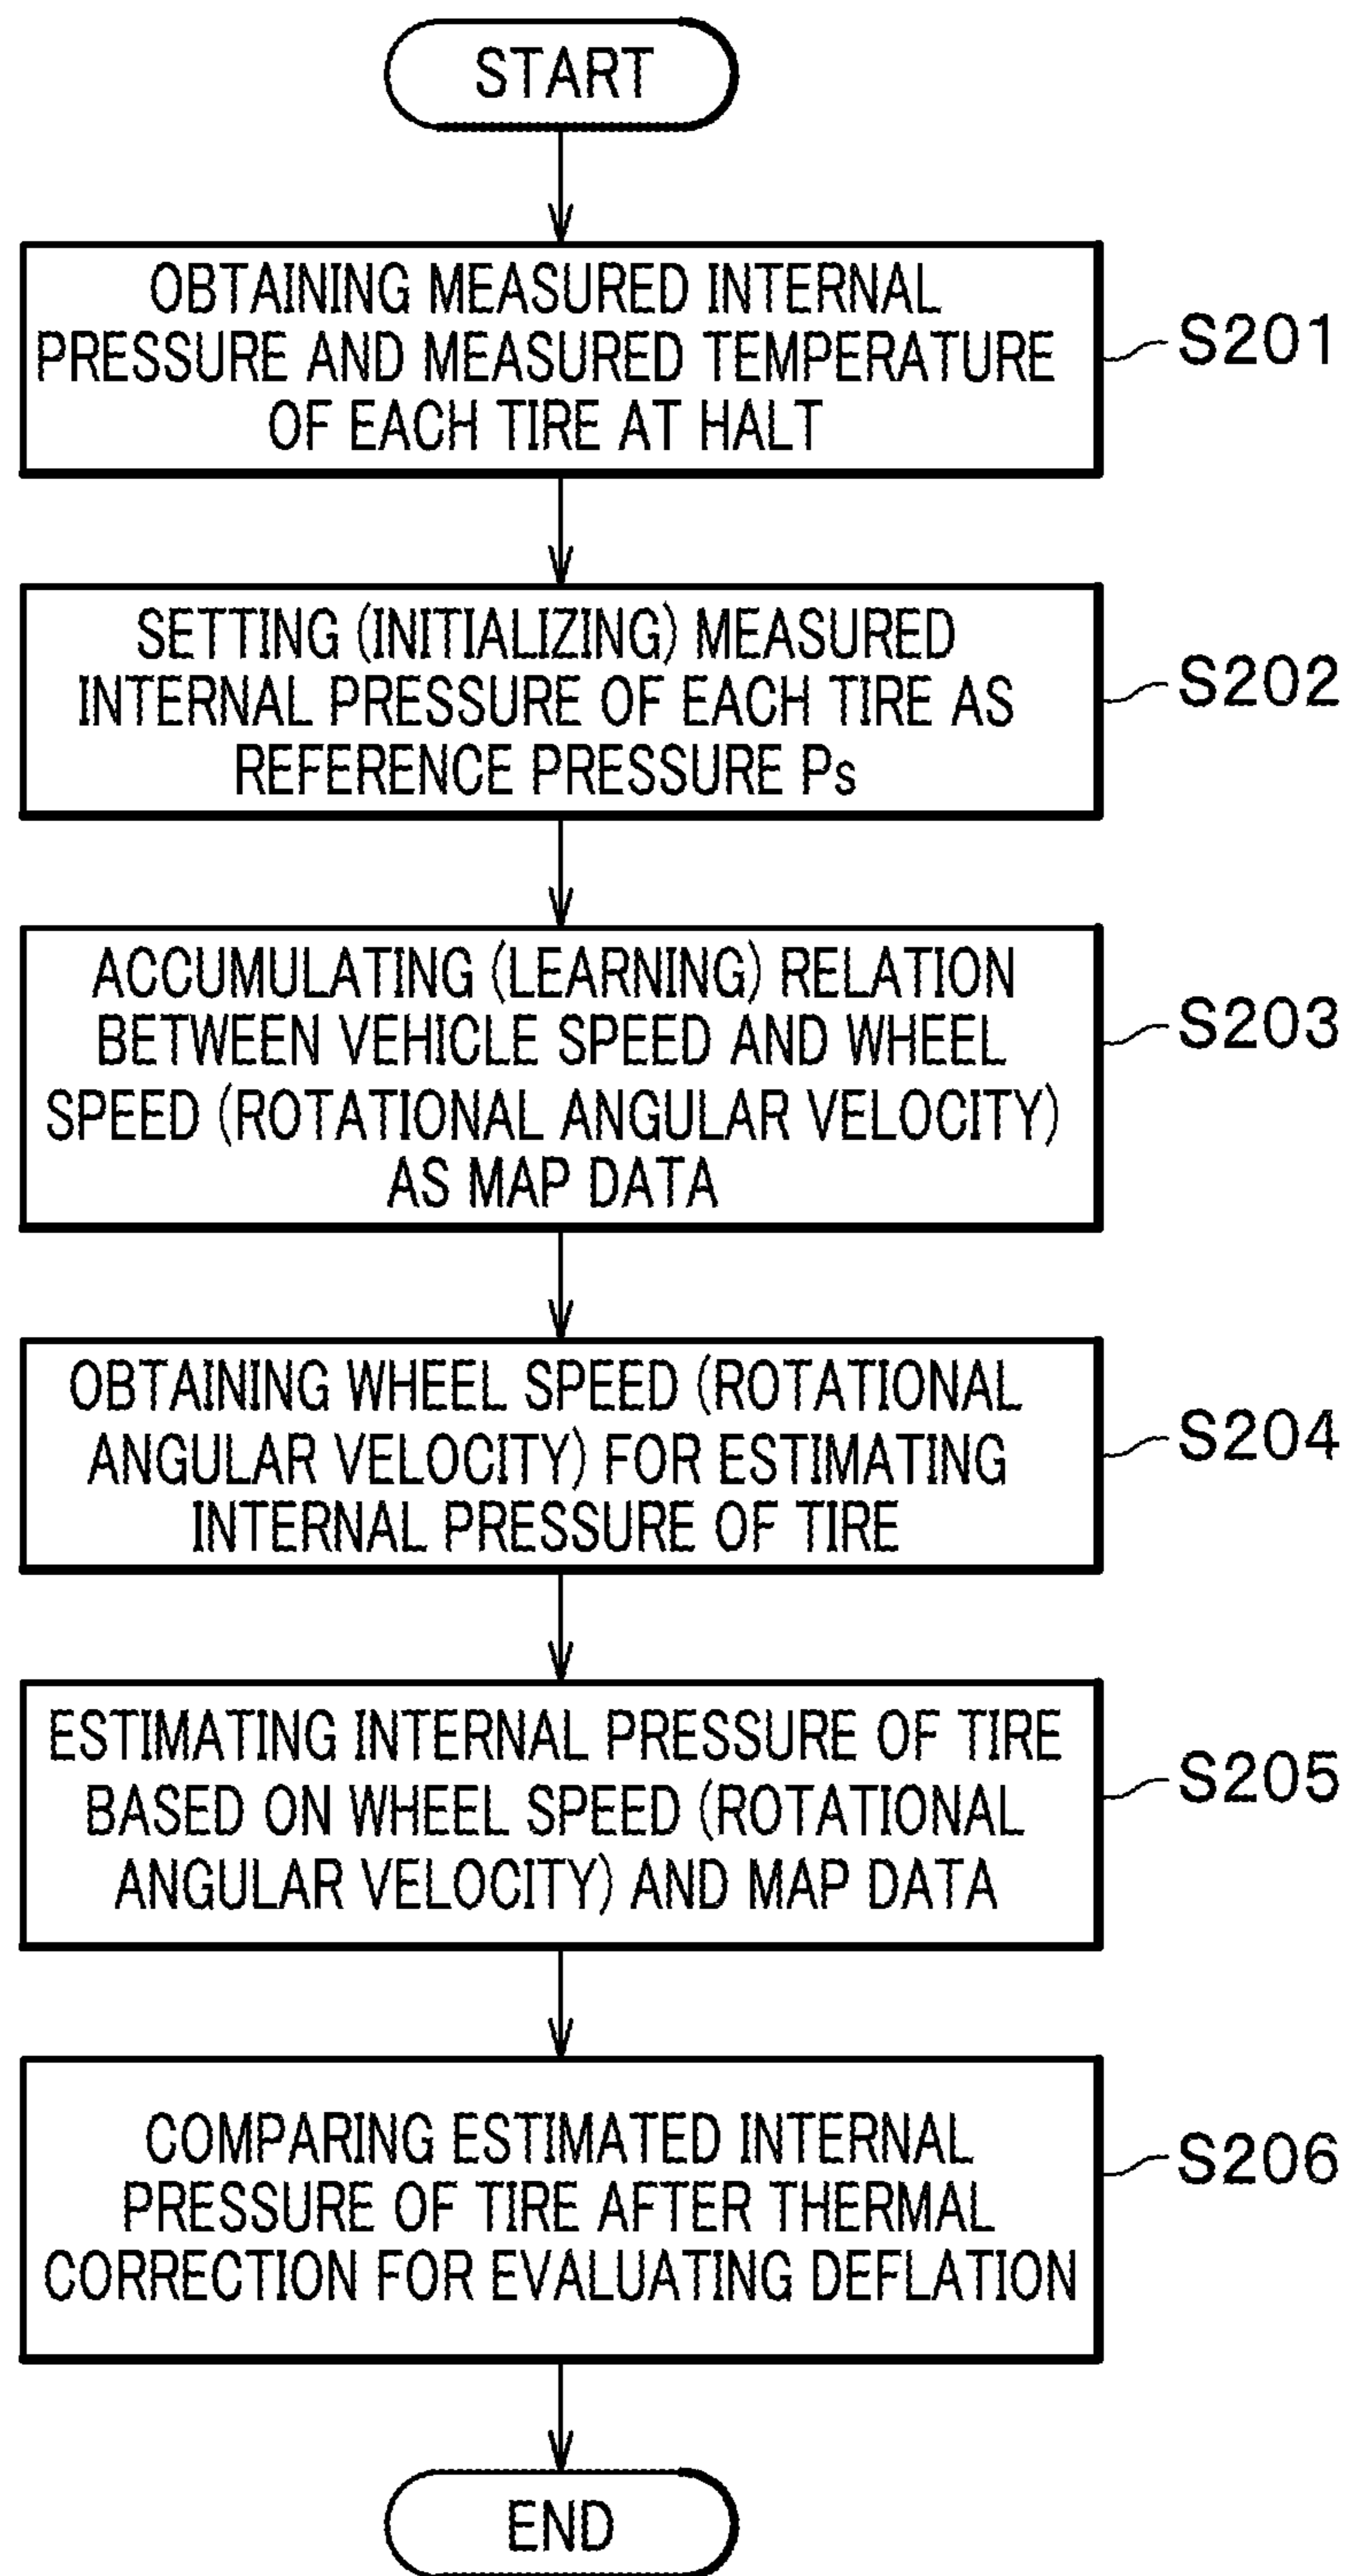 START
OBTAINING MEASURED INTERNAL
PRESSURE AND MEASURED TEMPERATURE
OF EACH TIRE AT HALT
S201
SETTING (INITIALIZING) MEASURED
INTERNAL PRESSURE OF EACH TIRE AS
REFERENCE PRESSURE Ps
S202
ACCUMULATING (LEARNING) RELATION
BETWEEN VEHICLE SPEED AND WHEEL
SPEED (ROTATIONAL ANGULAR VELOCITY)
AS MAP DATA
S203
OBTAINING WHEEL SPEED (ROTATIONAL
ANGULAR VELOCITY) FOR ESTIMATING
INTERNAL PRESSURE OF TIRE
S204
ESTIMATING INTERNAL PRESSURE OF TIRE
BASED ON WHEEL SPEED (ROTATIONAL
ANGULAR VELOCITY) AND MAP DATA
S205
COMPARING ESTIMATED INTERNAL
PRESSURE OF TIRE AFTER THERMAL
CORRECTION FOR EVALUATING DEFLATION
S206
END